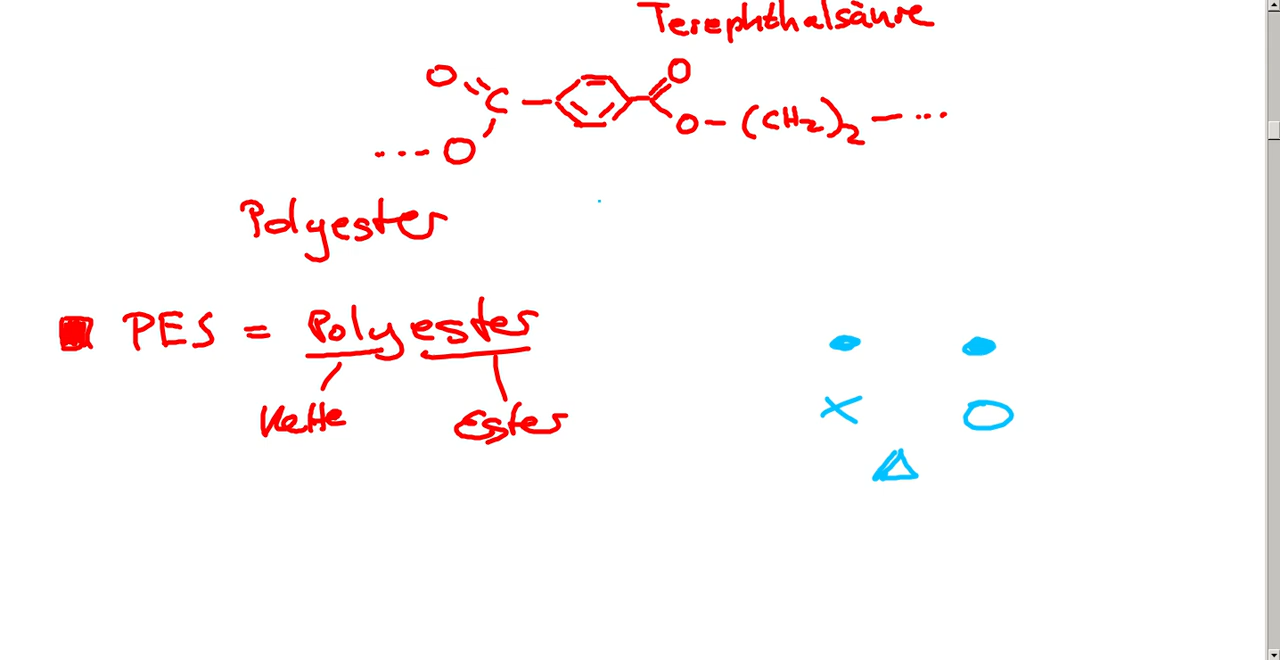 Terephthalsäure
O O
C
O - (CH₂)₂ - ...
... - O
Polyester
PES = Polyester
Kette Ester